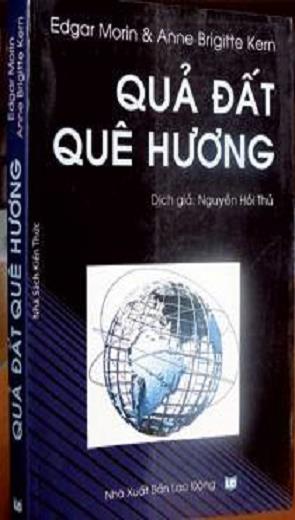 Edgar Morin & Anne Brigitte Kern
QUẢ ĐẤT
QUÊ HƯƠNG
Dịch giả: Nguyễn Hồi Thủ
Nhà Xuất Bản Lao Động
Edgar Morin
Anne Brigitte Kern
QUẢ ĐẤT QUÊ HƯƠNG
Nhà Sách Kiến Thức